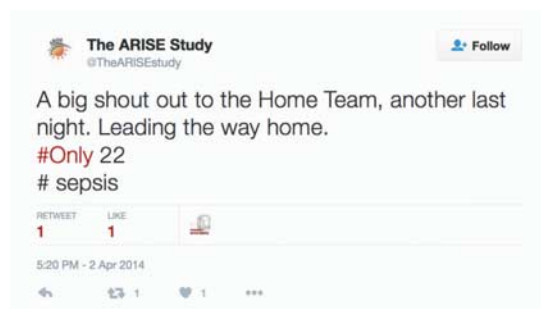 The ARISE Study
@TheARISEstudy
Follow
A big shout out to the Home Team, another last
night. Leading the way home.
#Only 22
# sepsis
RETWEET LIKE
1 1
5:20 PM - 2 Apr 2014
1 1